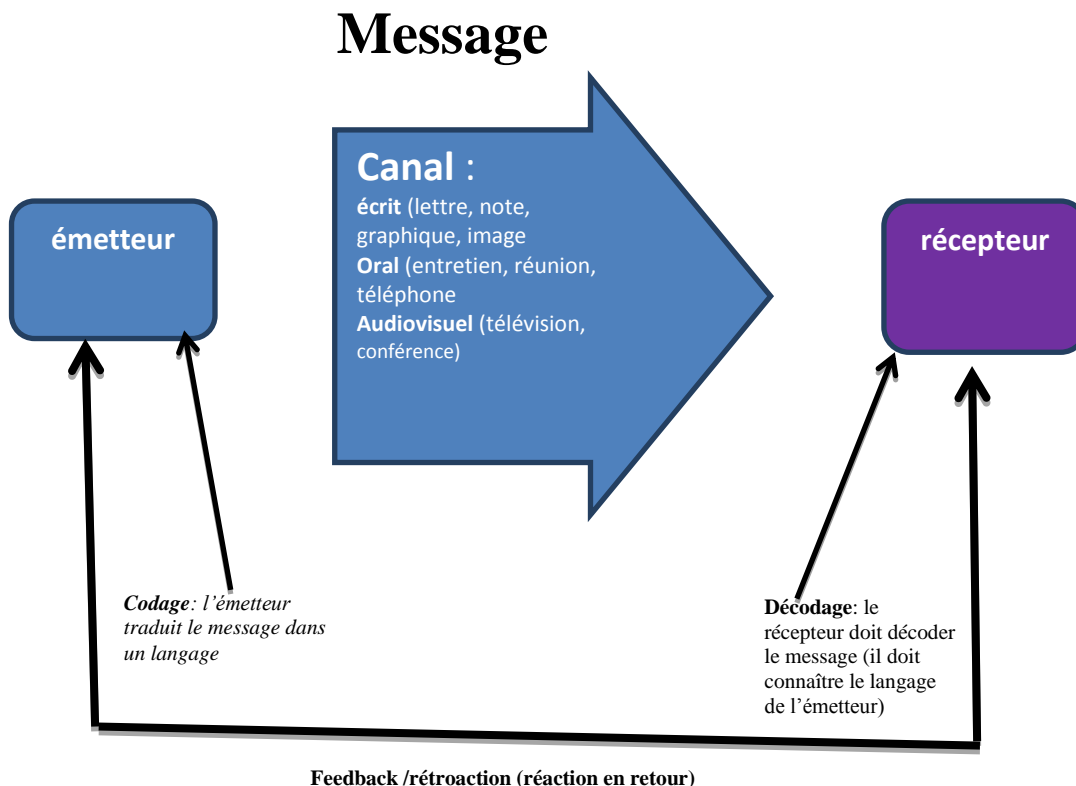 Message
Canal :
écrit (lettre, note,
graphique, image
Oral (entretien, réunion,
téléphone
Audiovisuel (télévision,
conférence)
émetteur
récepteur
Codage: l’émetteur
traduit le message dans
un langage
Décodage: le
récepteur doit décoder
le message (il doit
connaître le langage
de l’émetteur)
Feedback /rétroaction (réaction en retour)